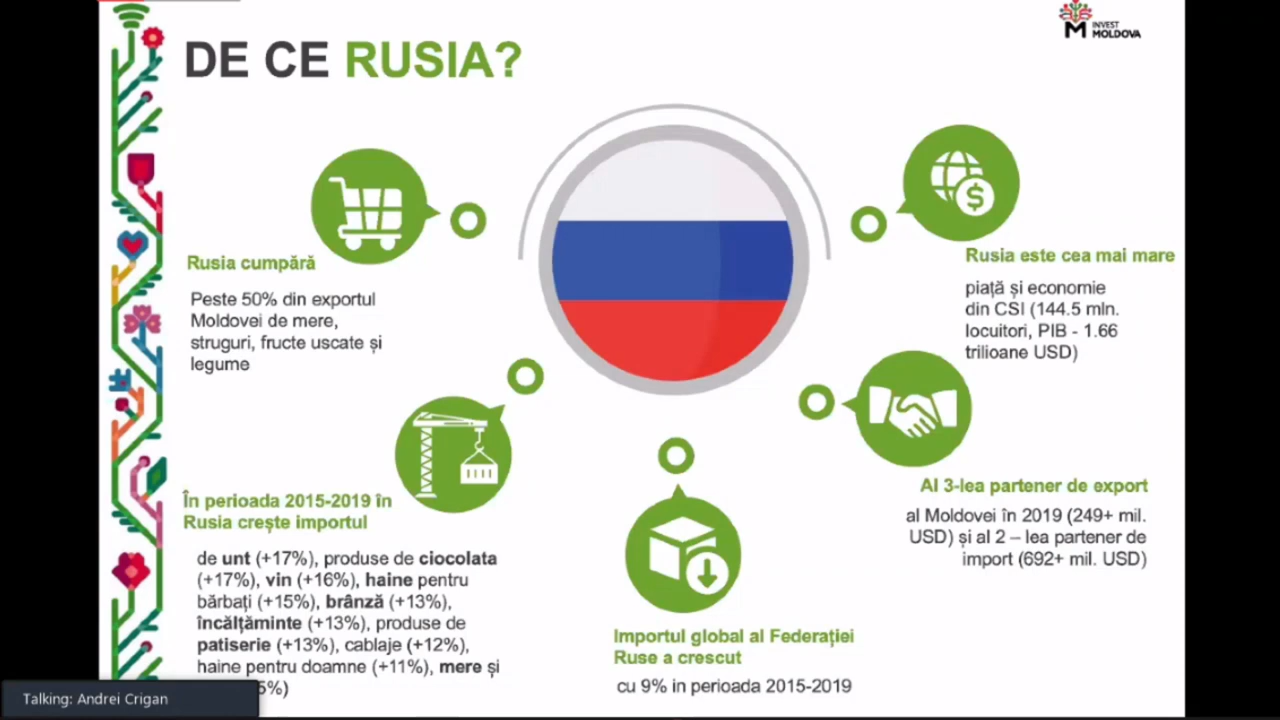 INVEST
MOLDOVA
DE CE RUSIA?
Rusia cumpără
Peste 50% din exportul
Moldovei de mere,
struguri, fructe uscate și
legume
Rusia este cea mai mare
piață și economie
din CSI (144.5 mln.
locuitori, PIB - 1.66
trilioane USD)
În perioada 2015-2019 în
Rusia crește importul
de unt (+17%), produse de ciocolata
(+17%), vin (+16%), haine pentru
bărbați (+15%), brânză (+13%),
încălțăminte (+13%), produse de
patiserie (+13%), cablaje (+12%),
haine pentru doamne (+11%), mere și
5%)
Importul global al Federației
Ruse a crescut
cu 9% in perioada 2015-2019
Al 3-lea partener de export
al Moldovei în 2019 (249+ mil.
USD) și al 2 – lea partener de
import (692+ mil. USD)
Talking: Andrei Crigan